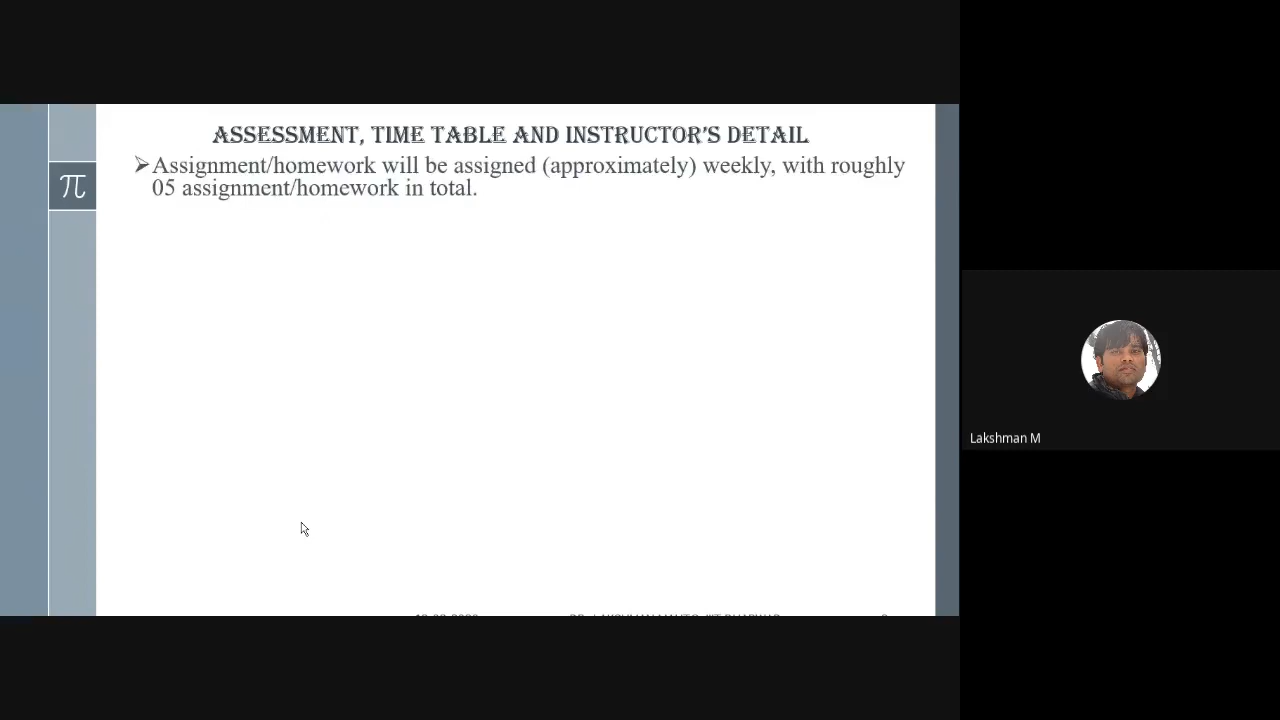 ASSESSMENT, TIME TABLE AND INSTRUCTOR'S DETAIL
➢Assignment/homework will be assigned (approximately) weekly, with roughly
05 assignment/homework in total.
π
Lakshman M